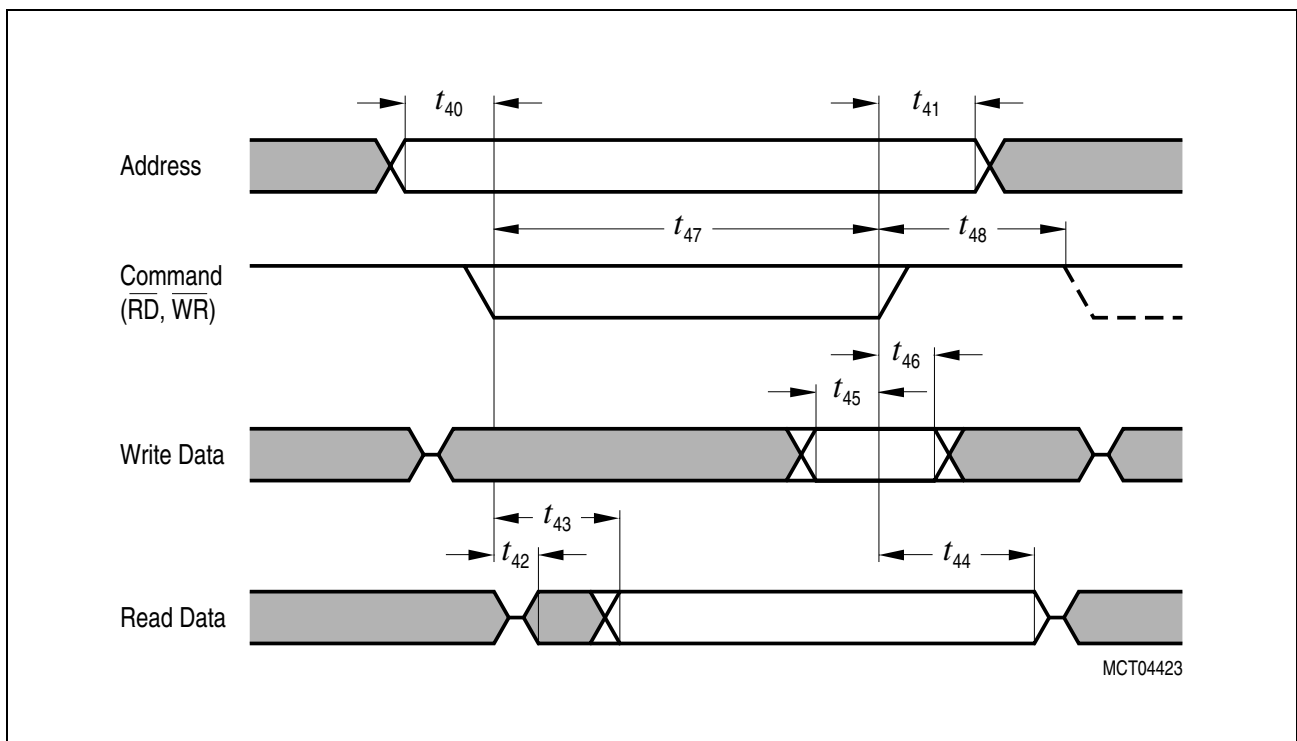 t40
t41
Address
t47
t48
Command
(RD, WR)
t46
t45
Write Data
t43
t42
t44
Read Data
MCT04423